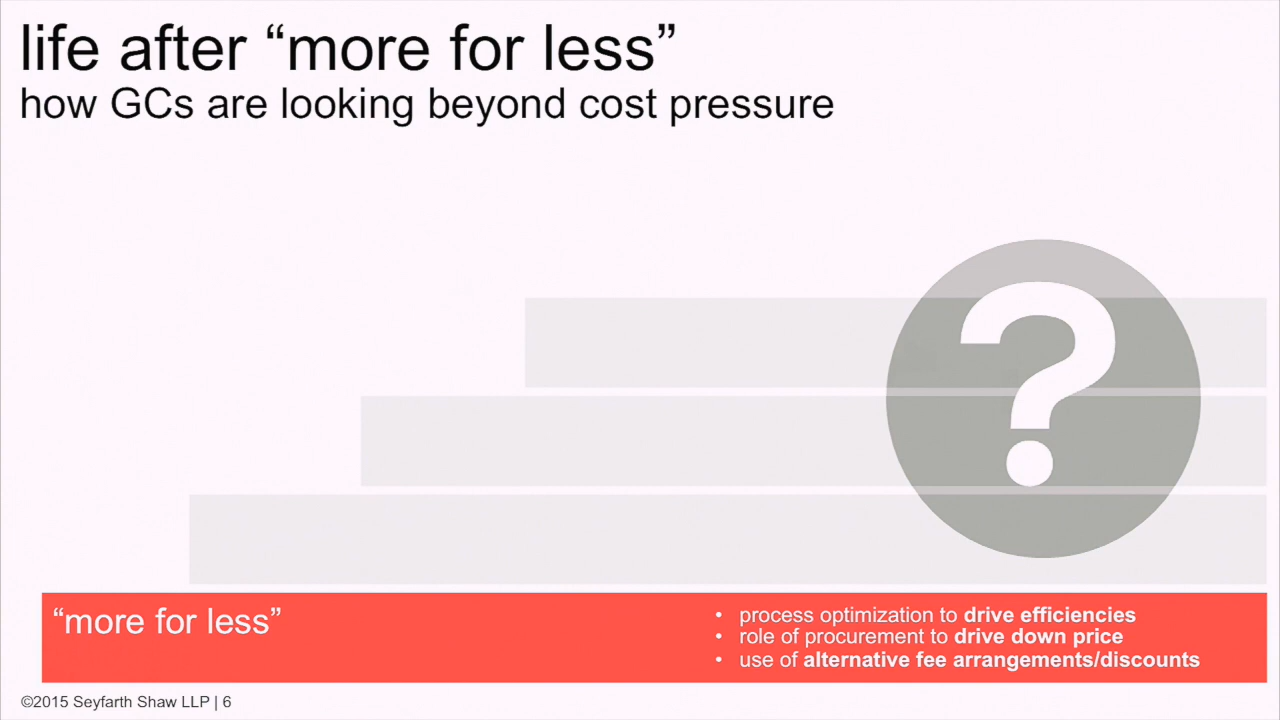 life after “more for less”
how GCs are looking beyond cost pressure
?
“more for less”
• process optimization to drive efficiencies
• role of procurement to drive down price
• use of alternative fee arrangements/discounts
©2015 Seyfarth Shaw LLP | 6